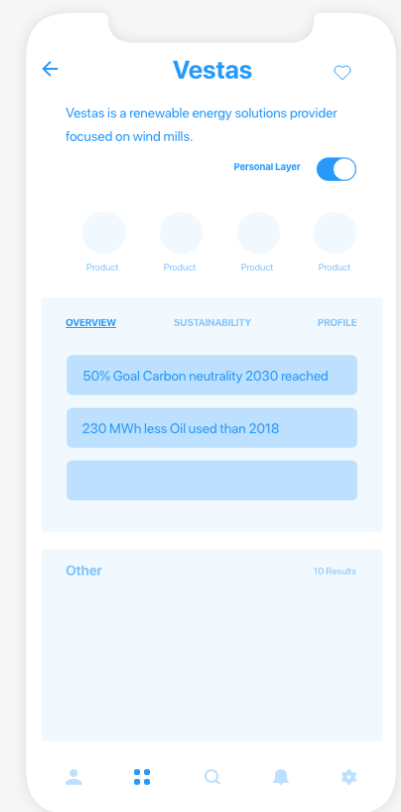 Vestas
Vestas is a renewable energy solutions provider
focused on wind mills.
Personal Layer
Product Product Product Product
OVERVIEW SUSTAINABILITY PROFILE
50% Goal Carbon neutrality 2030 reached
230 MWh less Oil used than 2018
Other 10 Results